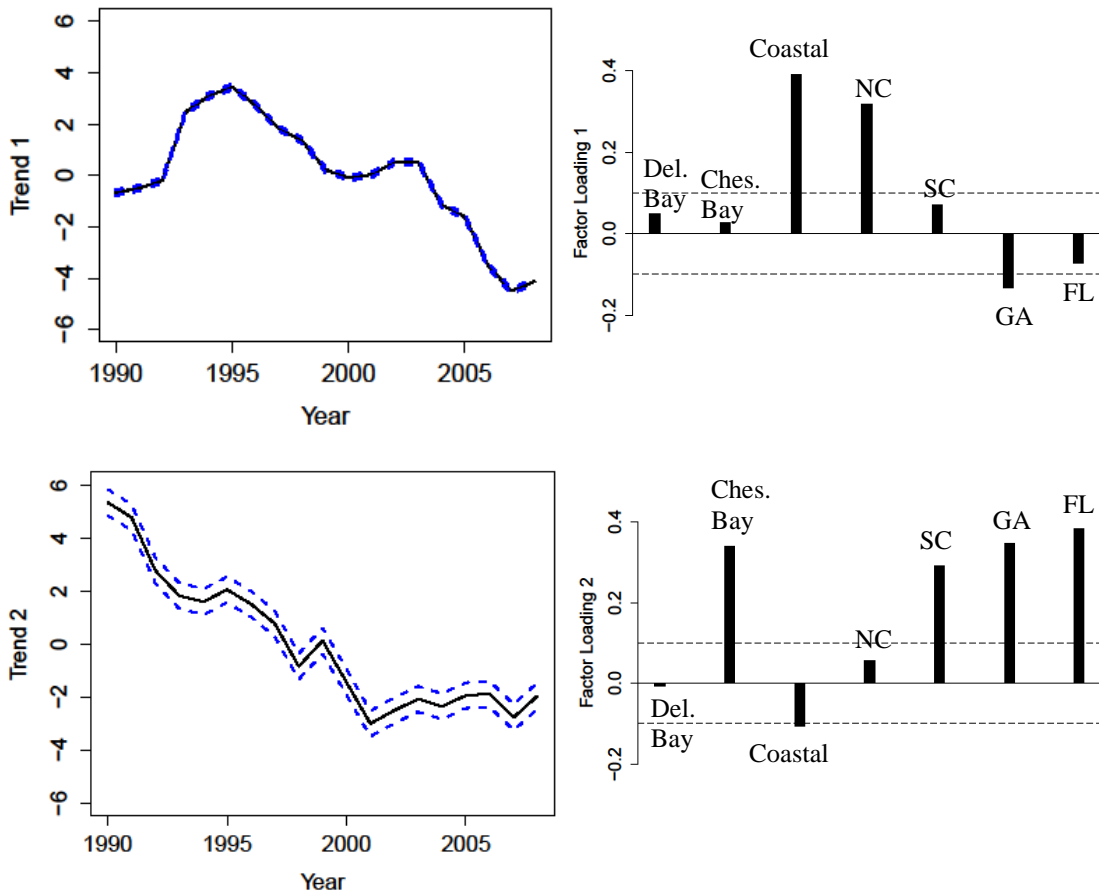 6
4
2
0
−2
−4
−6
Trend 1
1990 1995 2000 2005
Year
Factor Loading 1
0.4
0.2
0.0
−0.2
Coastal
NC
Del.
Bay
Ches.
Bay
SC
GA
FL
6
4
2
0
−2
−4
−6
Trend 2
1990 1995 2000 2005
Year
Factor Loading 2
0.4
0.2
0.0
−0.2
Ches.
Bay
FL
GA
SC
NC
Del.
Bay
Coastal